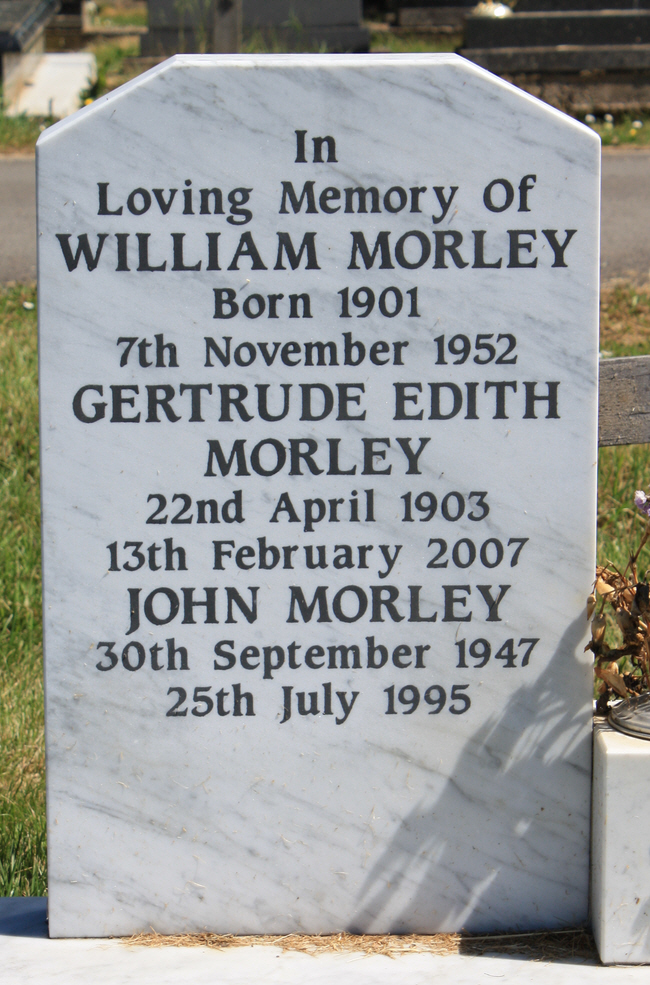 In
Loving Memory Of
WILLIAM MORLEY
Born 1901
7th November 1952
GERTRUDE EDITH
MORLEY
22nd April 1903
13th February 2007
JOHN MORLEY
30th September 1947
25th July 1995